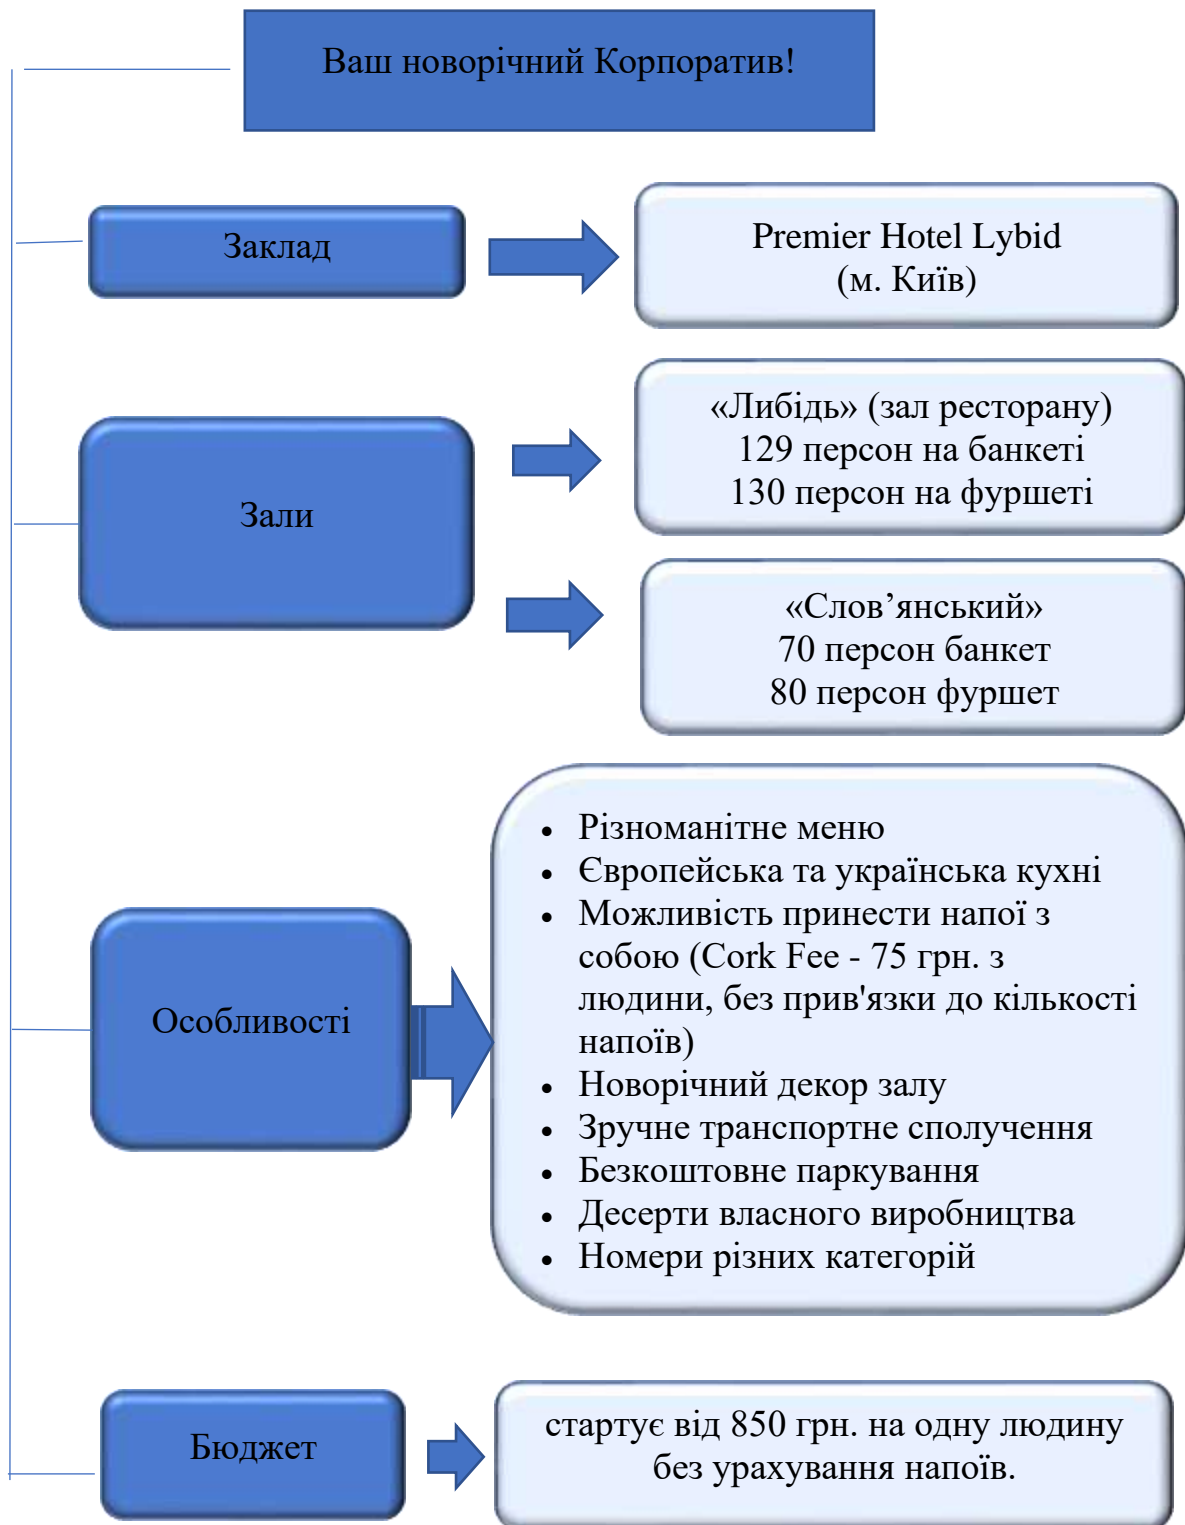 Ваш новорічний Корпоратив!
Заклад
Premier Hotel Lybid
(м. Київ)
Зали
«Либідь» (зал ресторану)
129 персон на банкеті
130 персон на фуршеті
«Слов’янський»
70 персон банкет
80 персон фуршет
Особливості
• Різноманітне меню
• Європейська та українська кухні
• Можливість принести напої з
собою (Cork Fee - 75 грн. з
людини, без прив'язки до кількості
напоїв)
• Новорічний декор залу
• Зручне транспортне сполучення
• Безкоштовне паркування
• Десерти власного виробництва
• Номери різних категорій
Бюджет
стартує від 850 грн. на одну людину
без урахування напоїв.